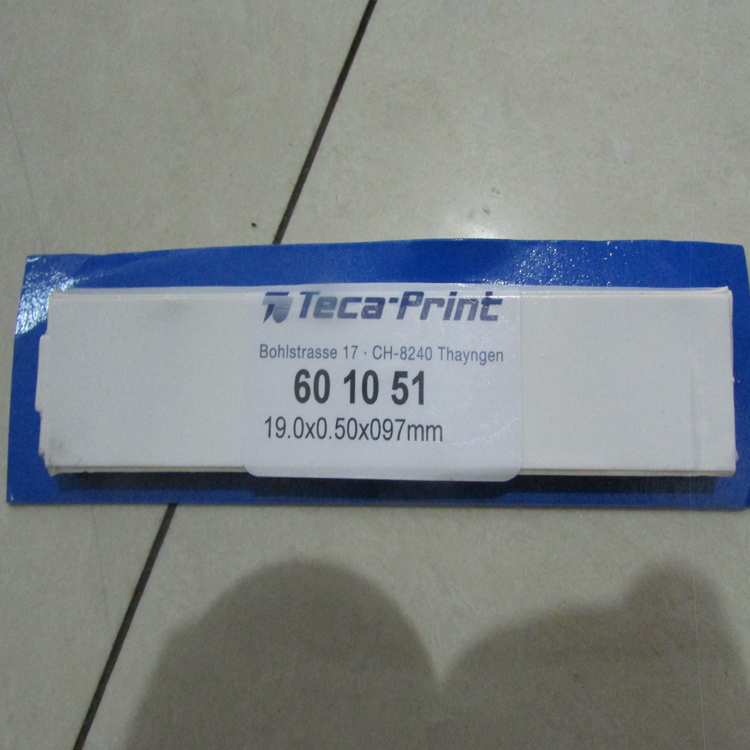 Teca-Print
Bohlstrasse 17 · CH-8240 Thayngen
60 10 51
19.0x0.50x097mm